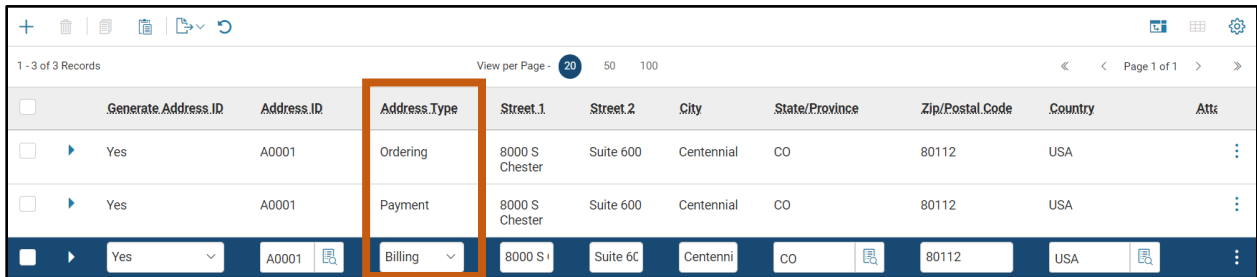 1 - 3 of 3 Records View per Page - 20 50 100 Page 1 of 1
Generate Address ID Address ID Address Type Street 1 Street 2 City State/Province Zip/Postal Code Country Atta
Yes A0001 Ordering 8000 S Suite 600 Centennial CO 80112 USA
Chester
Yes A0001 Payment 8000 S Suite 600 Centennial CO 80112 USA
Chester
Yes A0001 Billing 8000 S Suite 60 Centenni CO 80112 USA